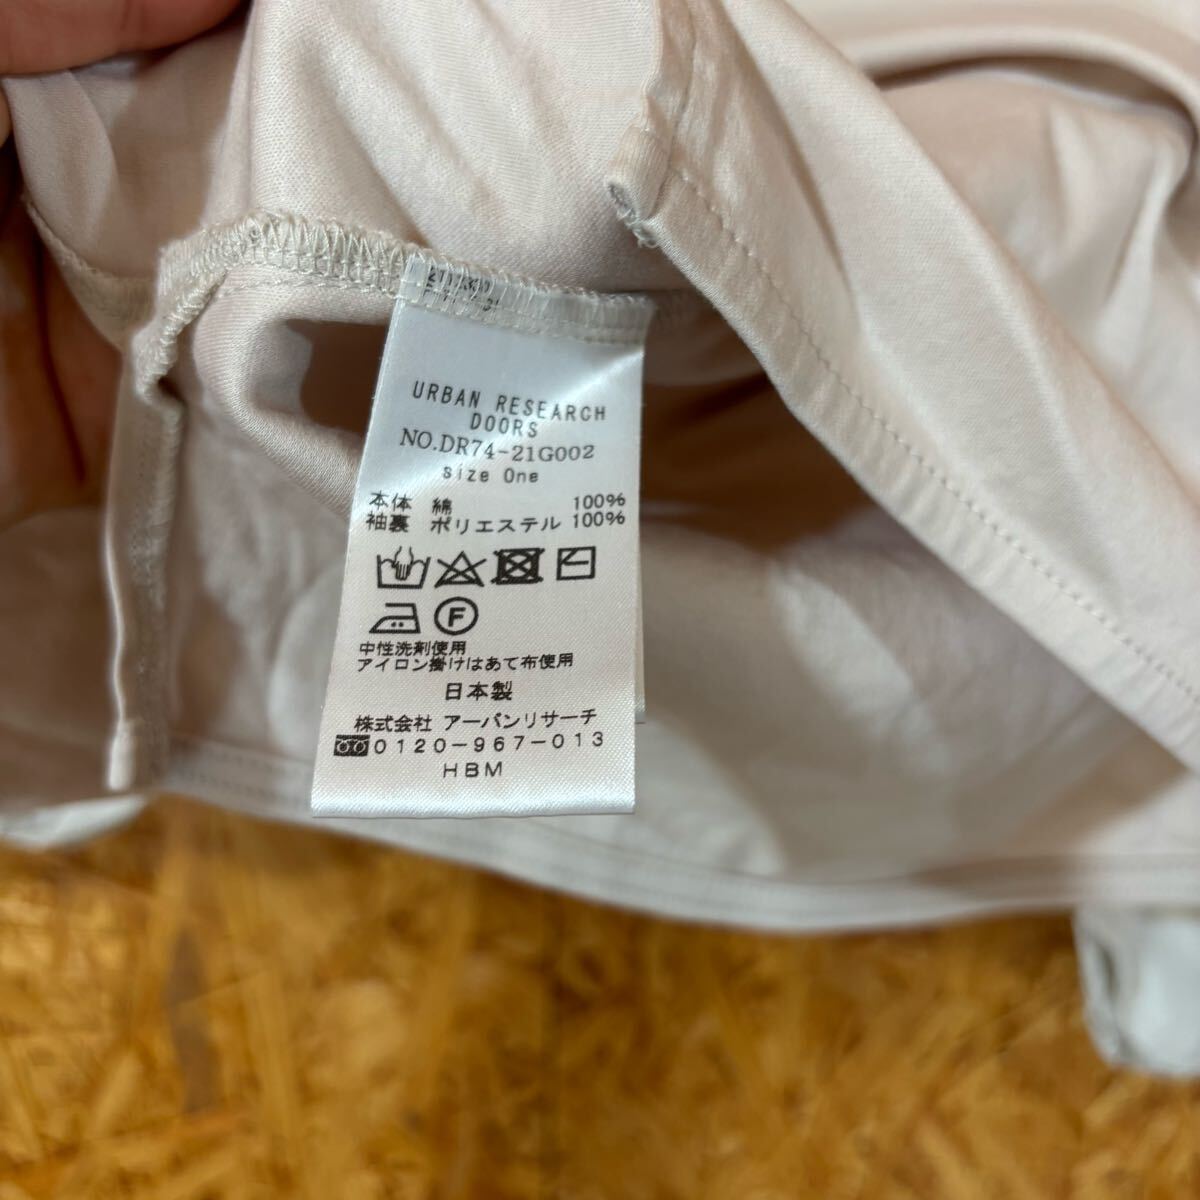 URBAN RESEARCH
DOORS
NO.DR74-21G002
size One
本体 綿 100%
袖裏 ポリエステル 100%
F
中性洗剤使用
アイロン掛けはあて布使用
日本製
株式会社 アーバンリサーチ
0120-967-013
HBM